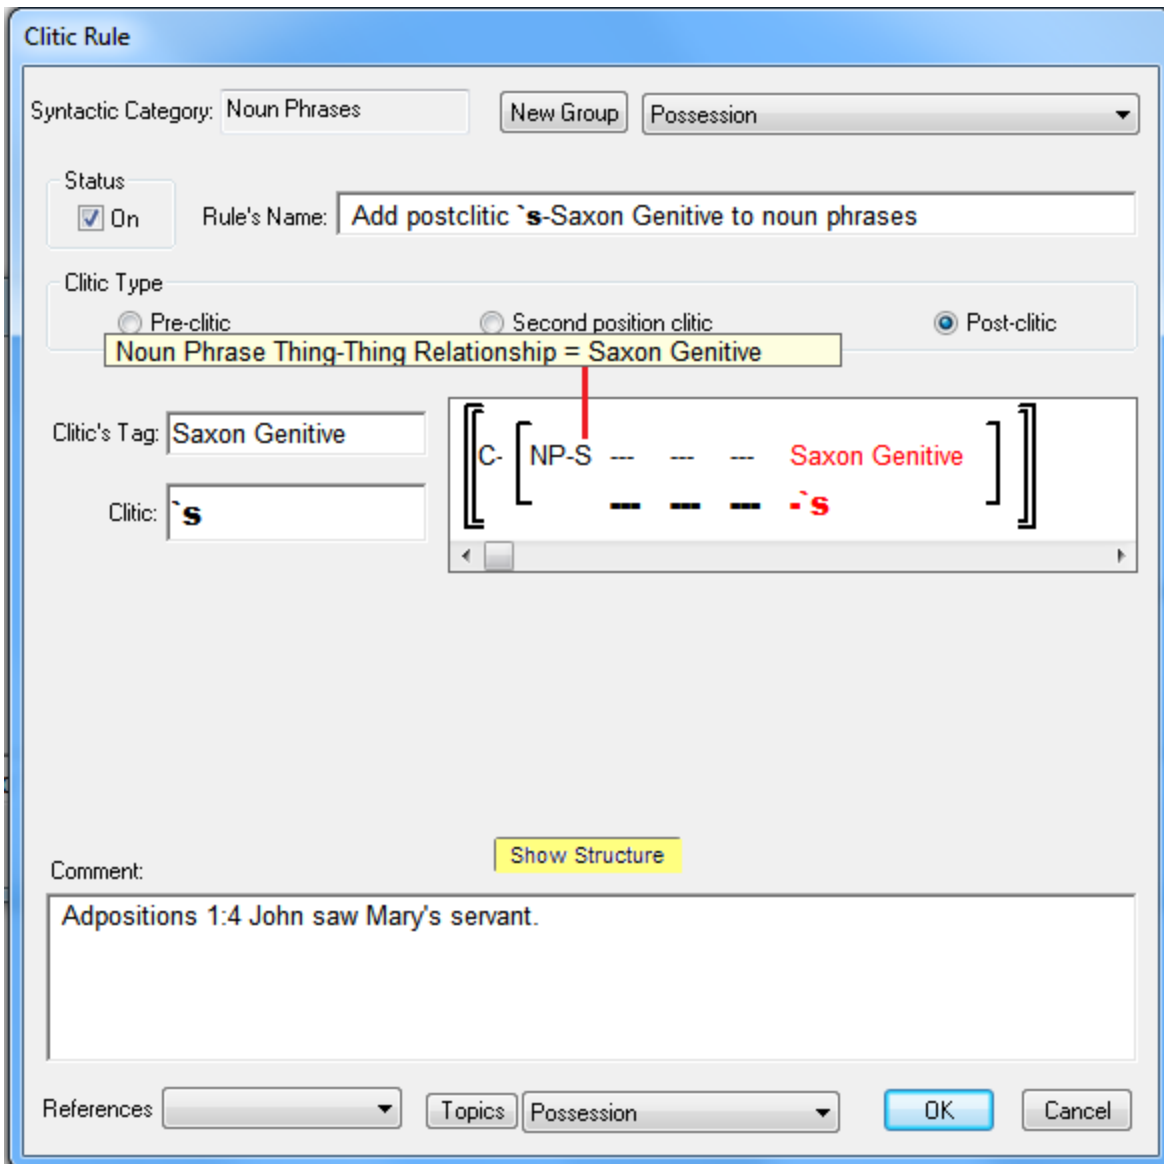 Clitic Rule
Syntactic Category: Noun Phrases New Group Possession
Status
On Rule's Name: Add postclitic `s-Saxon Genitive to noun phrases
Clitic Type
Pre-clitic Second position clitic Post-clitic
Noun Phrase Thing-Thing Relationship = Saxon Genitive
Clitic's Tag: Saxon Genitive
C- NP-S --- --- --- Saxon Genitive
Clitic: `s
--- --- --- -`s
Show Structure
Comment:
Adpositions 1:4 John saw Mary's servant.
References Topics Possession OK Cancel